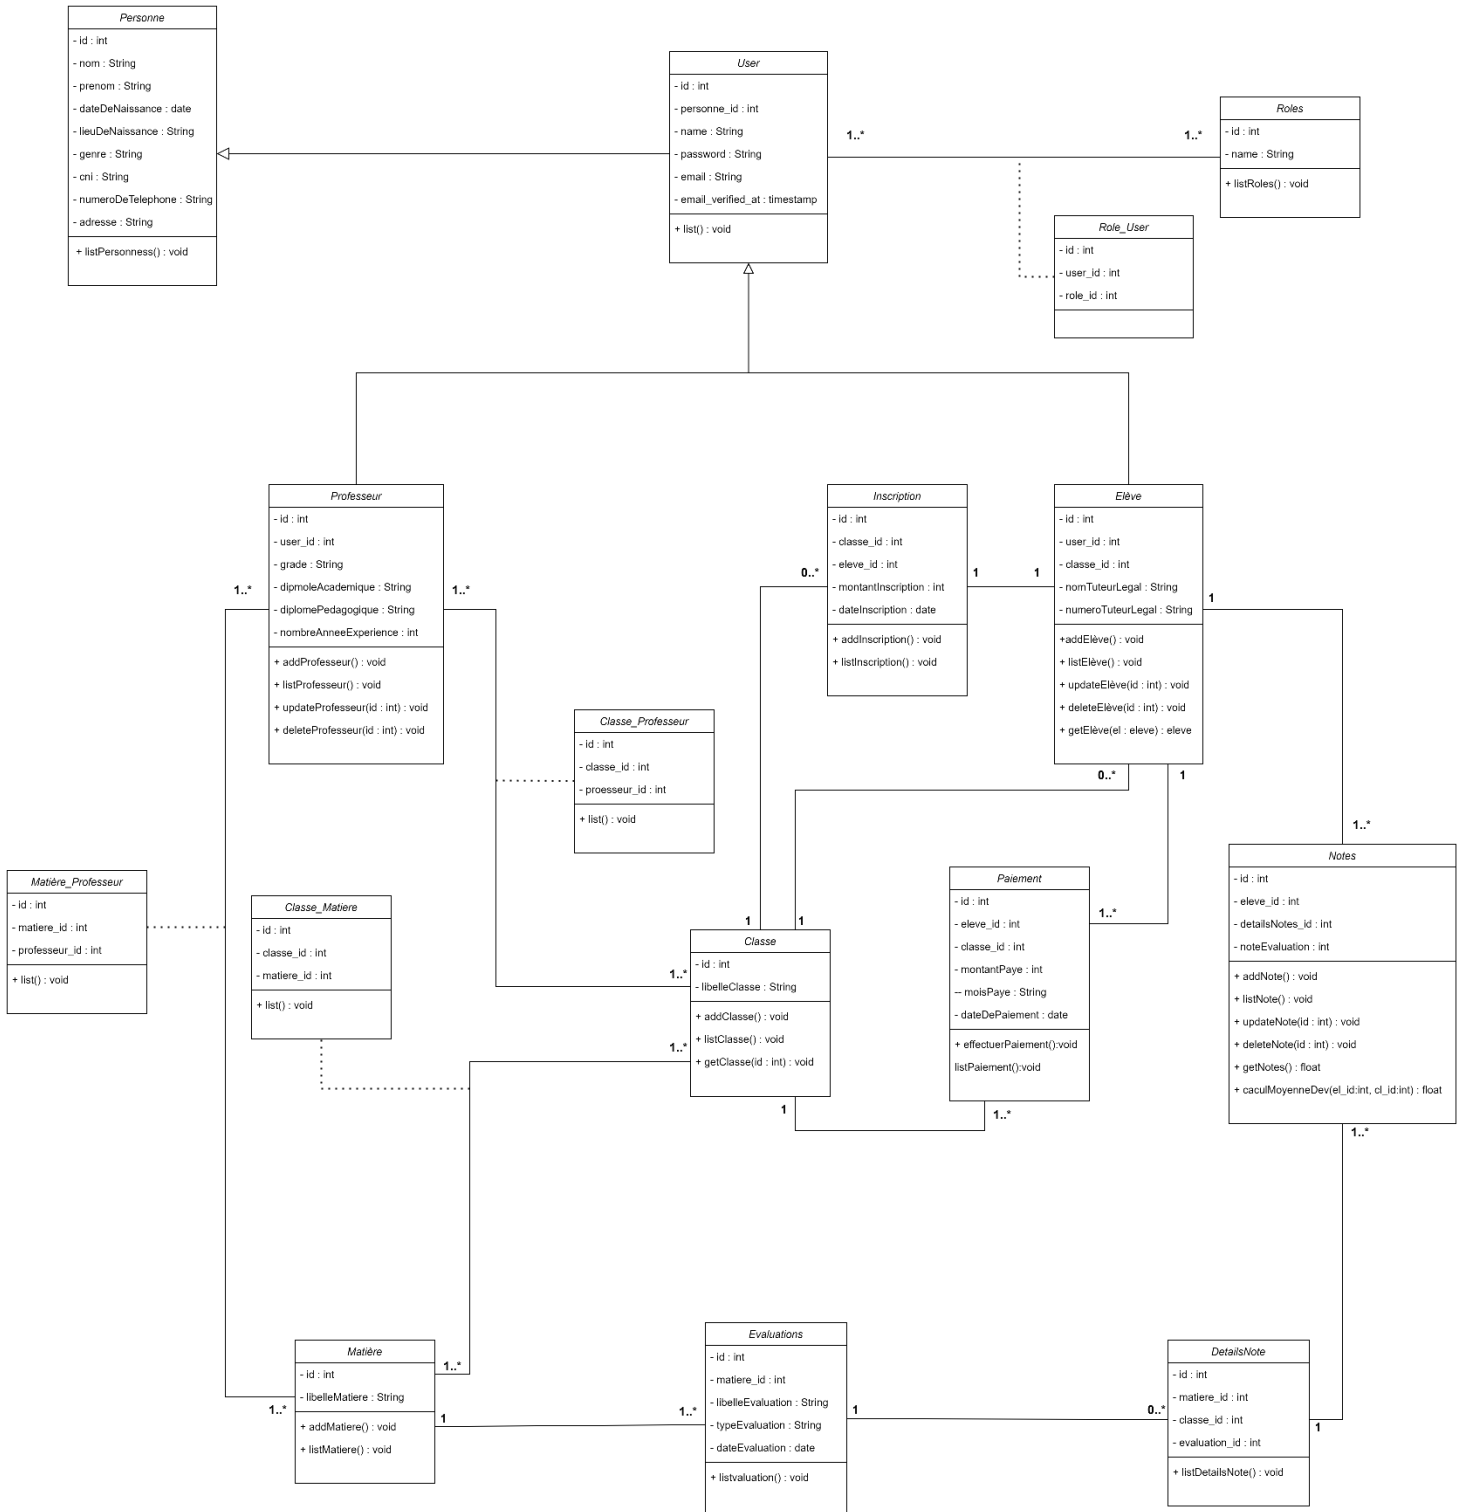 Personne
- id : int
- nom : String
- prenom : String
- dateDeNaissance : date
- lieuDeNaissance : String
- genre : String
- cni : String
- numeroDeTelephone : String
- adresse : String
+ listPersonness() : void
User
- id : int
- personne_id : int
- name : String
- password : String
- email : String
- email_verified_at : timestamp
+ list() : void
1..*
1..*
Roles
- id : int
- name : String
+ listRoles() : void
Role_User
- id : int
- user_id : int
- role_id : int
Professeur
- id : int
- user_id : int
- grade : String
- dipmoleAcademique : String
- diplomePedagogique : String
- nombreAnneeExperience : int
+ addProfesseur() : void
+ listProfesseur() : void
+ updateProfesseur(id : int) : void
+ deleteProfesseur(id : int) : void
1..*
1..*
Inscription
- id : int
- classe_id : int
- eleve_id : int
- montantInscription : int
- dateInscription : date
+ addInscription() : void
+ listInscription() : void
0..*
1
1
Elève
- id : int
- user_id : int
- classe_id : int
- nomTuteurLegal : String
- numeroTuteurLegal : String
+addElève() : void
+ listElève() : void
+ updateElève(id : int) : void
+ deleteElève(id : int) : void
+ getElève(el : eleve) : eleve
1
0..*
1
Classe_Professeur
- id : int
- classe_id : int
- proesseur_id : int
+ list() : void
Matière_Professeur
- id : int
- matiere_id : int
- professeur_id : int
+ list() : void
Classe_Matiere
- id : int
- classe_id : int
- matiere_id : int
+ list() : void
1
1
Classe
- id : int
- libelleClasse : String
+ addClasse() : void
+ listClasse() : void
+ getClasse(id : int) : void
1..*
1..*
1
Paiement
- id : int
- eleve_id : int
- classe_id : int
- montantPaye : int
-- moisPaye : String
- dateDePaiement : date
+ effectuerPaiement():void
listPaiement():void
1..*
1..*
1..*
Notes
- id : int
- eleve_id : int
- detailsNotes_id : int
- noteEvaluation : int
+ addNote() : void
+ listNote() : void
+ updateNote(id : int) : void
+ deleteNote(id : int) : void
+ getNotes() : float
+ caculMoyenneDev(el_id:int, cl_id:int) : float
1..*
Matière
- id : int
- libelleMatiere : String
+ addMatiere() : void
+ listMatiere() : void
1..*
1..*
1
1..*
Evaluations
- id : int
- matiere_id : int
- libelleEvaluation : String
- typeEvaluation : String
- dateEvaluation : date
+ listvaluation() : void
1
0..*
DetailsNote
- id : int
- matiere_id : int
- classe_id : int
- evaluation_id : int
+ listDetailsNote() : void
1